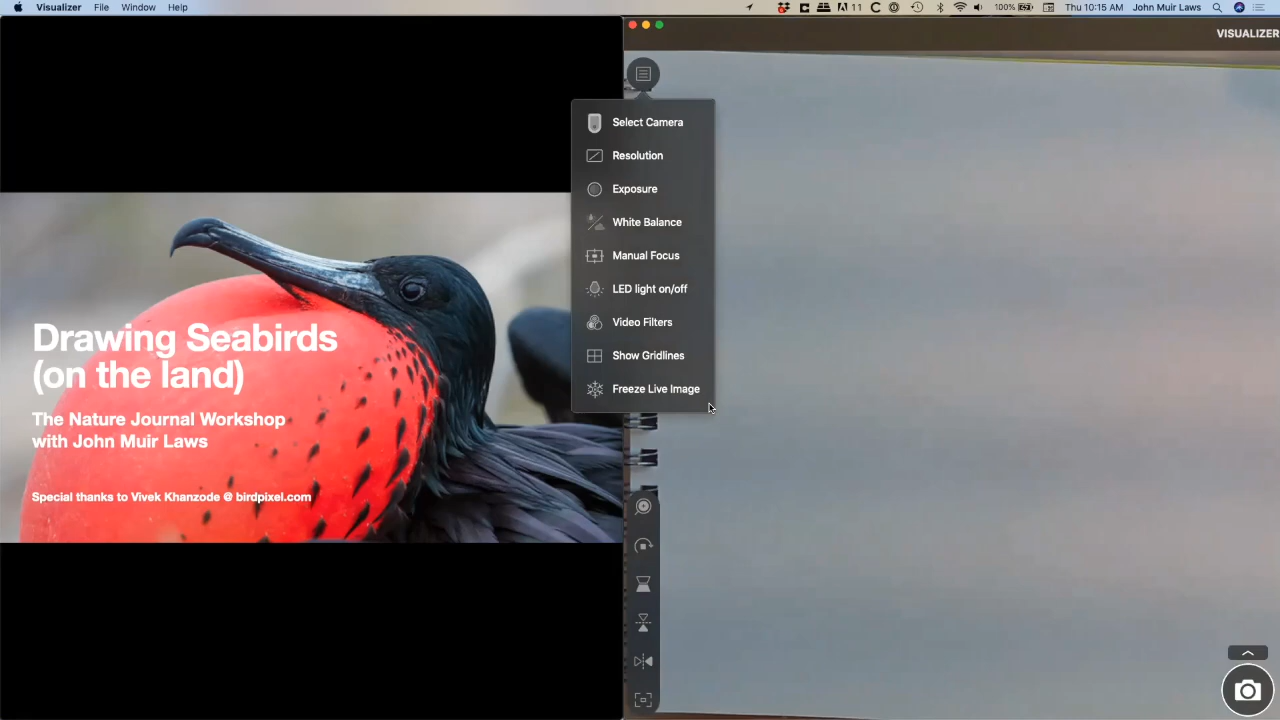 Visualizer File Window Help
11
100%
Thu 10:15 AM John Muir Laws
VISUALIZER
Select Camera
Resolution
Exposure
White Balance
Manual Focus
LED light on/off
Video Filters
Show Gridlines
Freeze Live Image
Drawing Seabirds
(on the land)
The Nature Journal Workshop
with John Muir Laws
Special thanks to Vivek Khanzode @ birdpixel.com